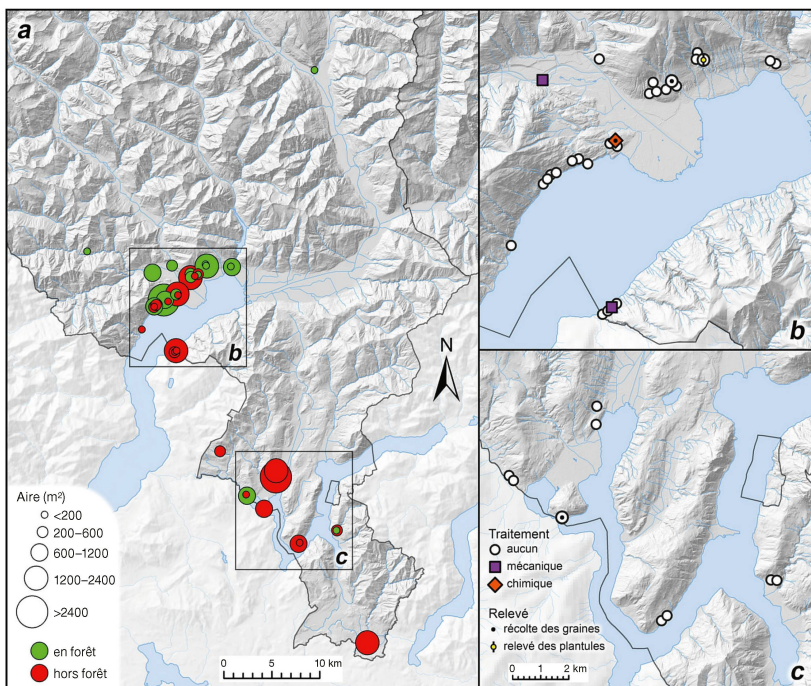 a
N
b
c
Aire (m²)
<200
200–600
600–1200
1200–2400
>2400
en forêt
hors forêt
0 5 10 km
b
Traitement
aucun
mécanique
chimique
Relevé
récolte des graines
relevé des plantules
0 1 2 km
c